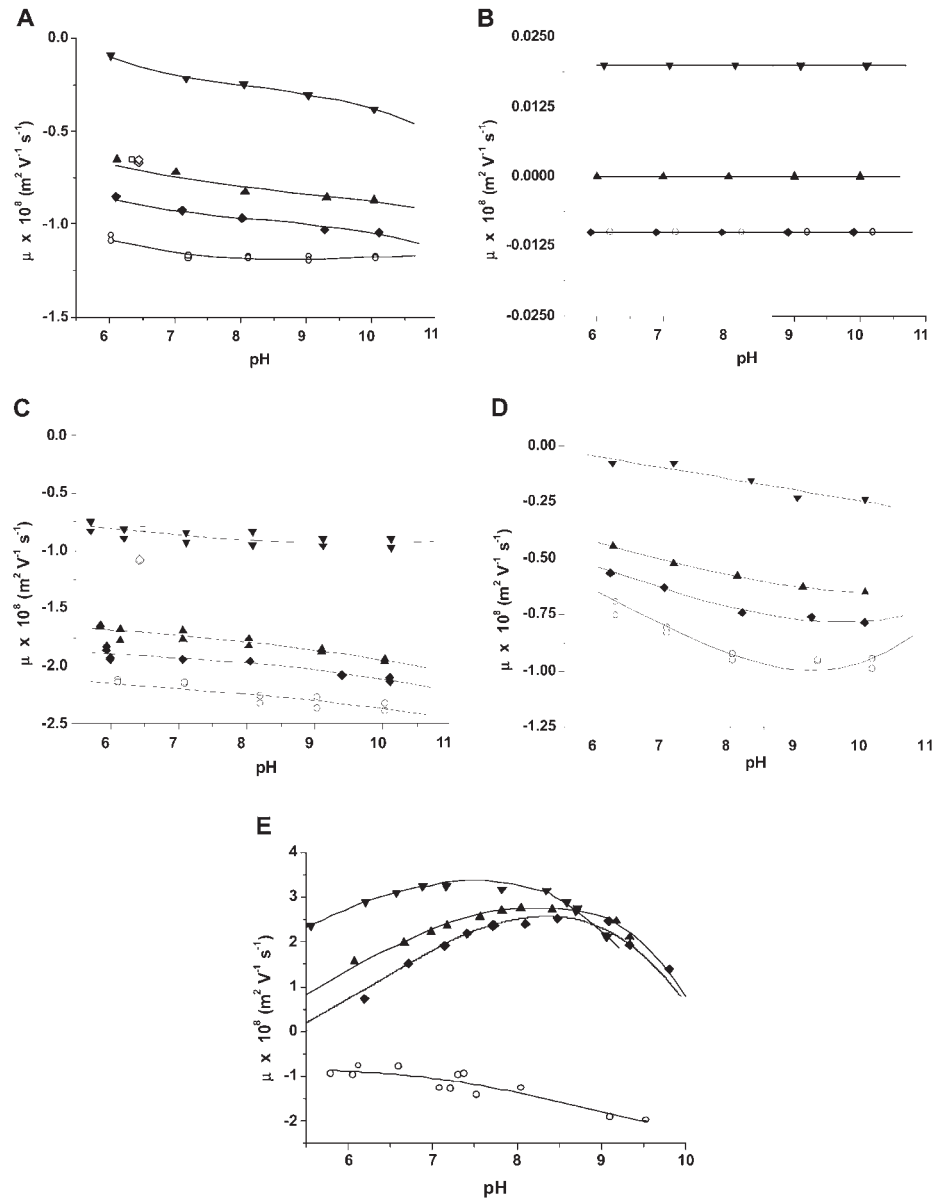 A
B
0.0
-0.5
-1.0
-1.5
μ x 10⁸ (m² V⁻¹ s⁻¹)
6 7 8 9 10 11
pH
0.0250
0.0125
0.0000
-0.0125
-0.0250
μ x 10⁸ (m² V⁻¹ s⁻¹)
6 7 8 9 10 11
pH
C
D
0.0
-0.5
-1.0
-1.5
-2.0
-2.5
μ x 10⁸ (m² V⁻¹ s⁻¹)
6 7 8 9 10 11
pH
0.00
-0.25
-0.50
-0.75
-1.00
-1.25
μ x 10⁸ (m² V⁻¹ s⁻¹)
6 7 8 9 10 11
pH
E
4
3
2
1
0
-1
-2
μ x 10⁸ (m² V⁻¹ s⁻¹)
6 7 8 9 10
pH